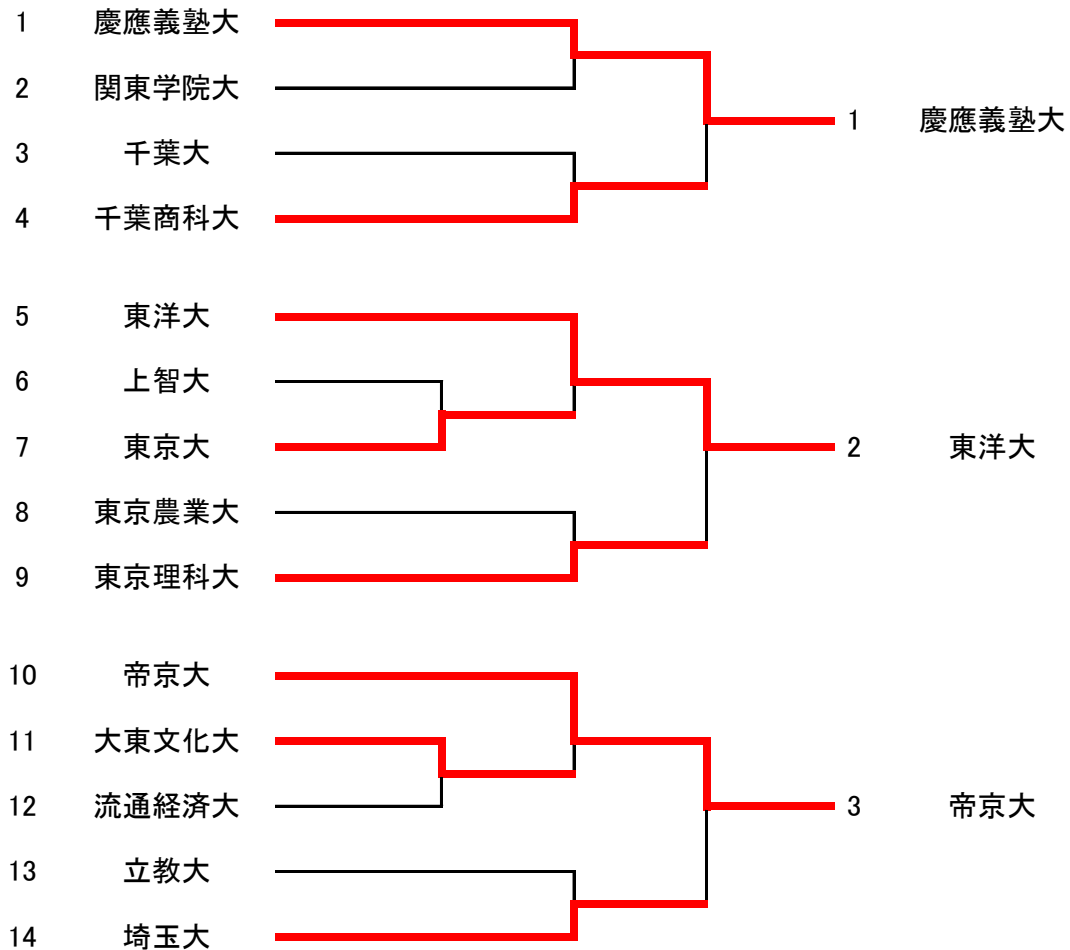 1 慶應義塾大
2 関東学院大
1 慶應義塾大
3 千葉大
4 千葉商科大
5 東洋大
6 上智大
7 東京大
2 東洋大
8 東京農業大
9 東京理科大
10 帝京大
11 大東文化大
12 流通経済大
3 帝京大
13 立教大
14 埼玉大